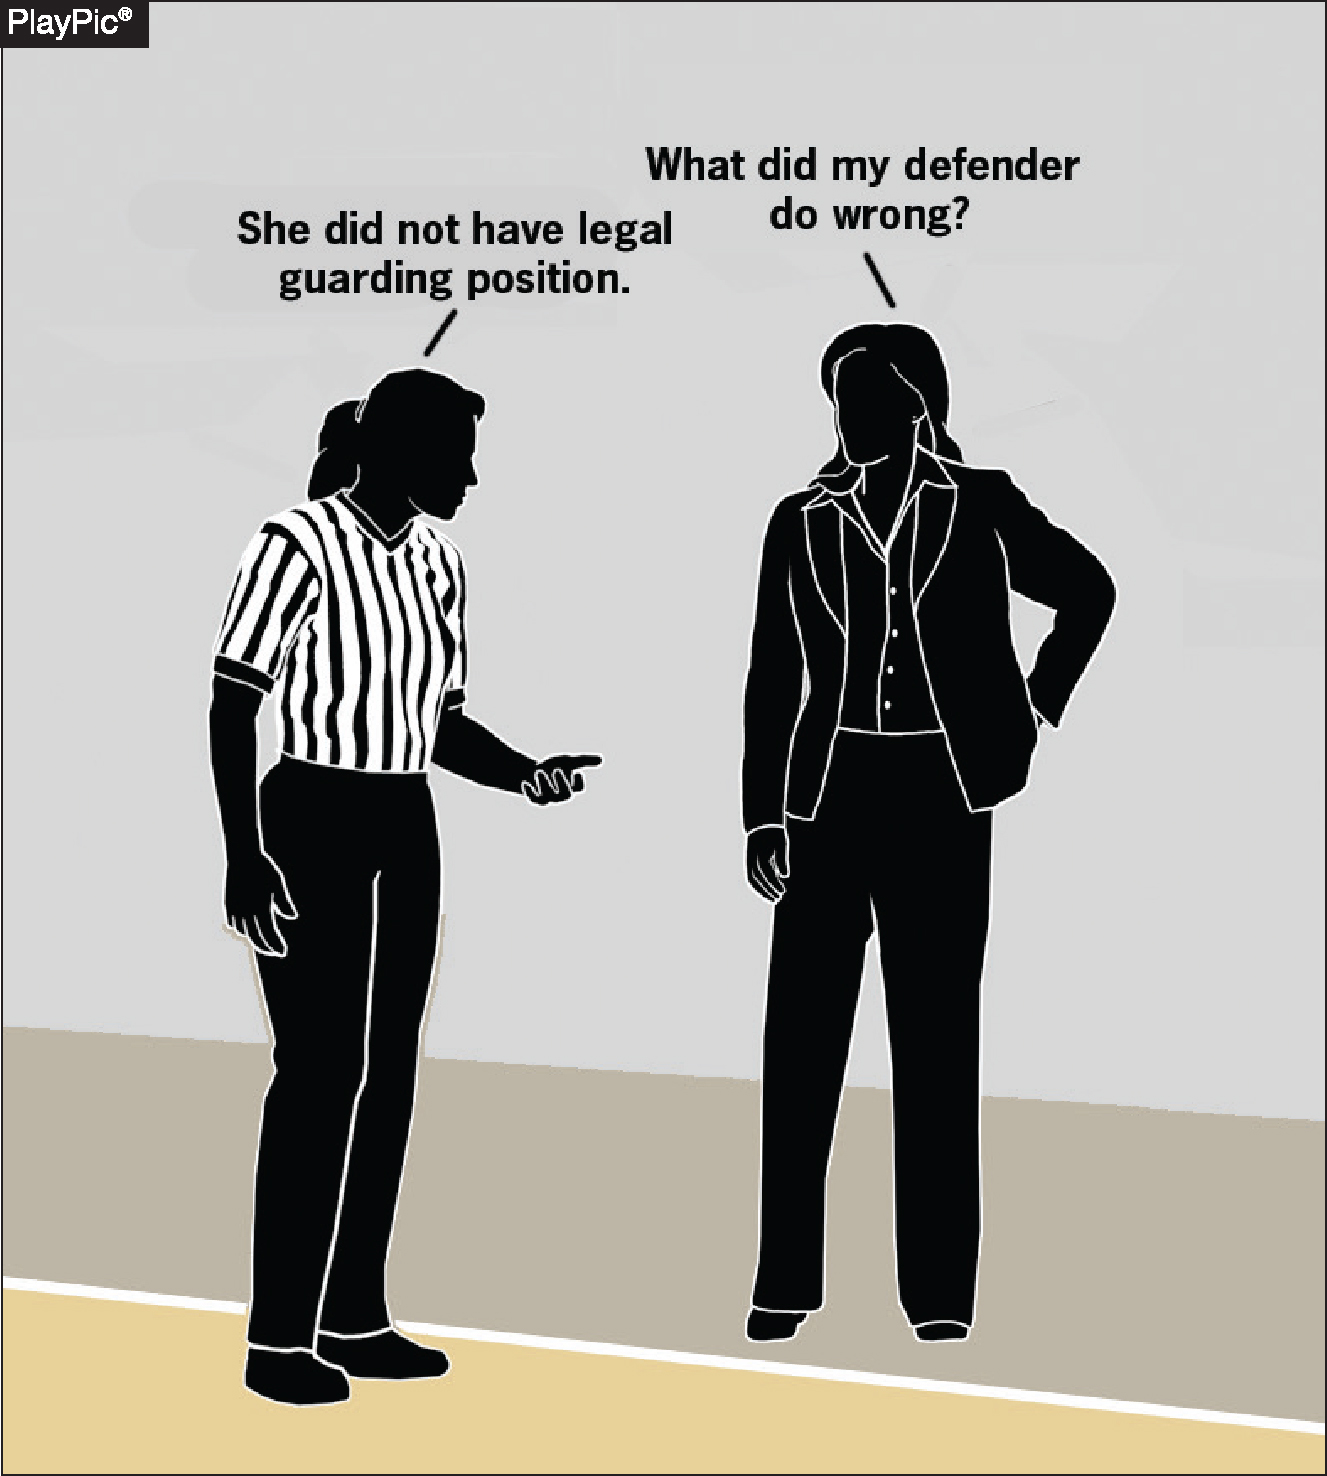 PlayPic®
What did my defender
do wrong?
She did not have legal
guarding position.